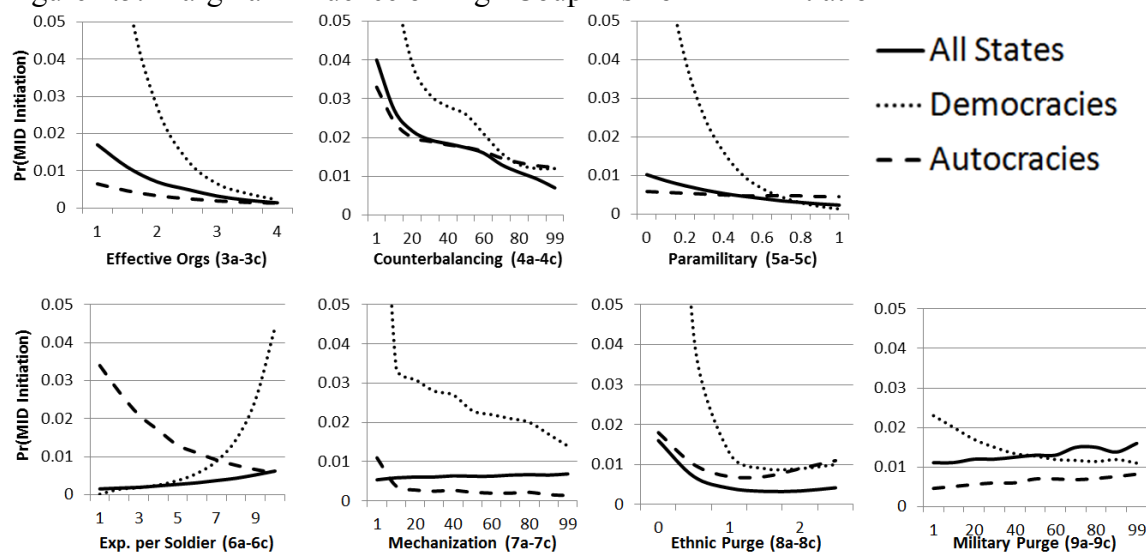 0.05
0.04
0.03
0.02
0.01
0
Pr(MID Initiation)
1 2 3 4
Effective Orgs (3a-3c)
0.05
0.04
0.03
0.02
0.01
0
1 20 40 60 80 99
Counterbalancing (4a-4c)
0.05
0.04
0.03
0.02
0.01
0
0 0.2 0.4 0.6 0.8 1
Paramilitary (5a-5c)
All States
Democracies
Autocracies
0.05
0.04
0.03
0.02
0.01
0
Pr(MID Initiation)
1 3 5 7 9
Exp. per Soldier (6a-6c)
0.05
0.04
0.03
0.02
0.01
0
1 20 40 60 80 99
Mechanization (7a-7c)
0.05
0.04
0.03
0.02
0.01
0
0 1 2
Ethnic Purge (8a-8c)
0.05
0.04
0.03
0.02
0.01
0
1 20 40 60 80 99
Military Purge (9a-9c)